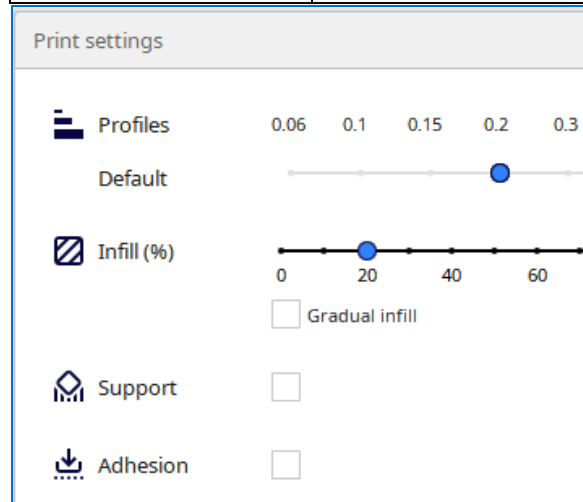 Print settings
Profiles 0.06 0.1 0.15 0.2 0.3
Default
Infill (%)
0 20 40 60
Gradual infill
Support
Adhesion